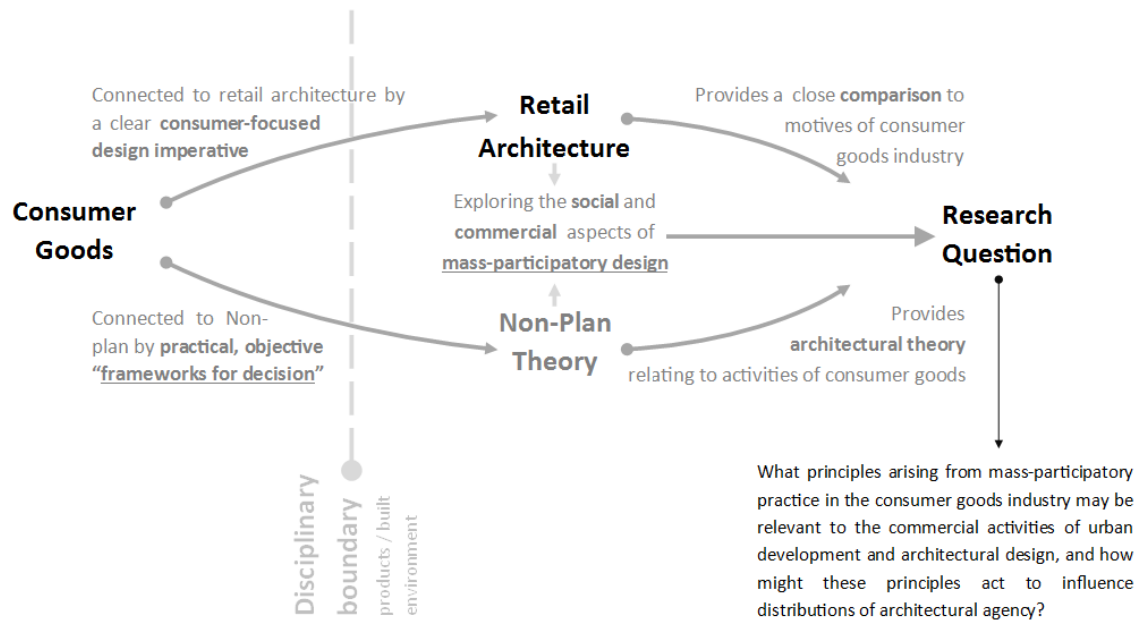 Connected to retail architecture by
a clear consumer-focused
design imperative
Retail
Architecture
Provides a close comparison to
motives of consumer
goods industry
Consumer
Goods
Exploring the social and
commercial aspects of
mass-participatory design
Research
Question
Connected to Non-
plan by practical, objective
“frameworks for decision”
Non-Plan
Theory
Provides
architectural theory
relating to activities of consumer goods
Disciplinary
boundary
products / built
environment
What principles arising from mass-participatory
practice in the consumer goods industry may be
relevant to the commercial activities of urban
development and architectural design, and how
might these principles act to influence
distributions of architectural agency?